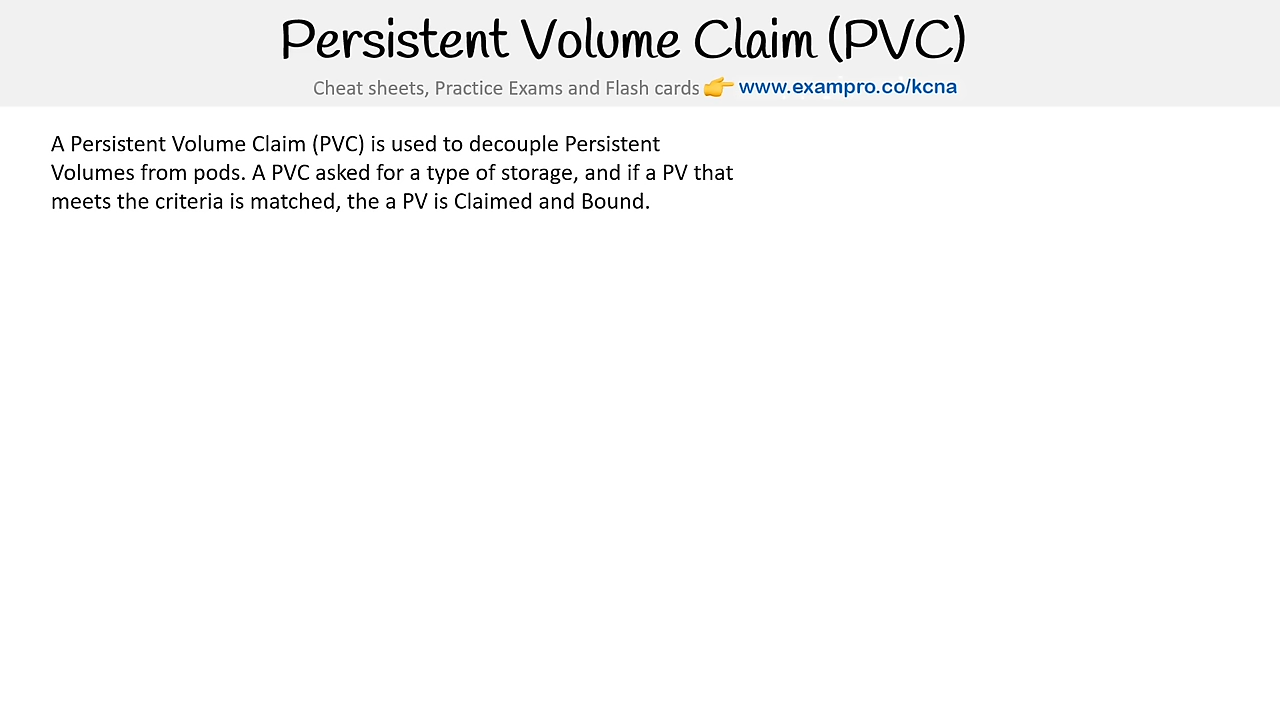 Persistent Volume Claim (PVC)
Cheat sheets, Practice Exams and Flash cards 👉 www.exampro.co/kcna
A Persistent Volume Claim (PVC) is used to decouple Persistent
Volumes from pods. A PVC asked for a type of storage, and if a PV that
meets the criteria is matched, the a PV is Claimed and Bound.